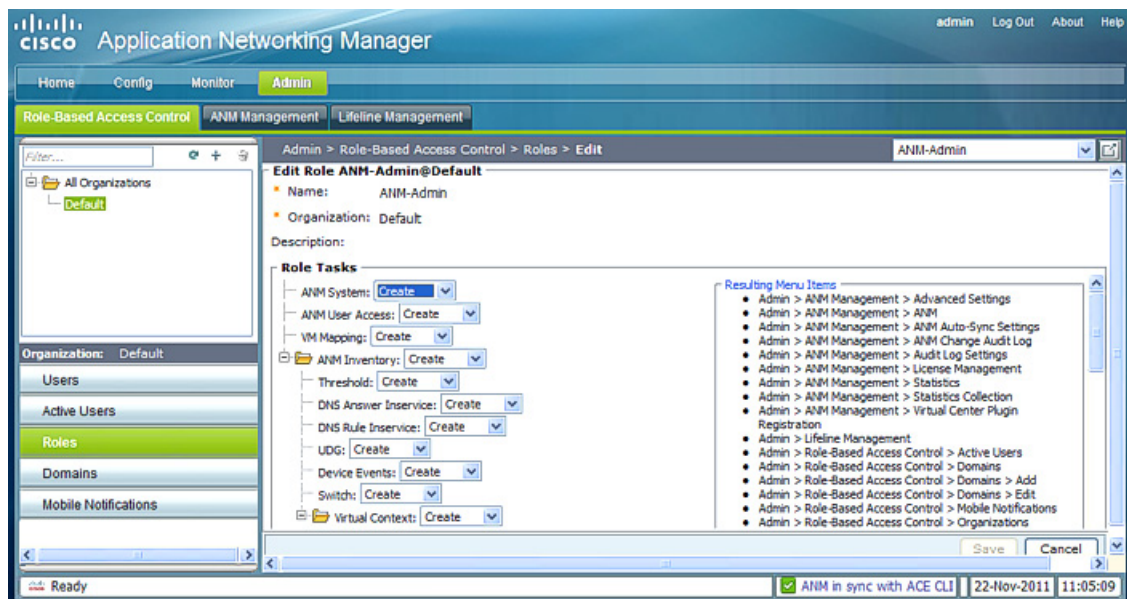 admin Log Out About Help
CISCO Application Networking Manager
Home Config Monitor Admin
Role-Based Access Control ANM Management Lifeline Management
Filter...
All Organizations
Default
Organization: Default
Users
Active Users
Roles
Domains
Mobile Notifications
Admin > Role-Based Access Control > Roles > Edit
ANM-Admin
Edit Role ANM-Admin@Default
* Name: ANM-Admin
* Organization: Default
Description:
Role Tasks
ANM System: Create
ANM User Access: Create
VM Mapping: Create
ANM Inventory: Create
Threshold: Create
DNS Answer Inservice: Create
DNS Rule Inservice: Create
UDG: Create
Device Events: Create
Switch: Create
Virtual Context: Create
Resulting Menu Items
Admin > ANM Management > Advanced Settings
Admin > ANM Management > ANM
Admin > ANM Management > ANM Auto-Sync Settings
Admin > ANM Management > ANM Change Audit Log
Admin > ANM Management > Audit Log Settings
Admin > ANM Management > License Management
Admin > ANM Management > Statistics
Admin > ANM Management > Statistics Collection
Admin > ANM Management > Virtual Center Plugin
Registration
Admin > Lifeline Management
Admin > Role-Based Access Control > Active Users
Admin > Role-Based Access Control > Domains
Admin > Role-Based Access Control > Domains > Add
Admin > Role-Based Access Control > Domains > Edit
Admin > Role-Based Access Control > Mobile Notifications
Admin > Role-Based Access Control > Organizations
Save Cancel
Ready
ANM in sync with ACE CLI 22-Nov-2011 11:05:09